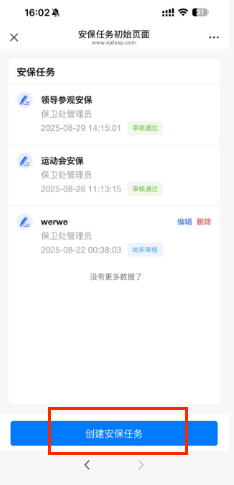 16:02
安保任务初始页面
安保任务
领导参观安保
保卫处管理员
2025-08-29 14:15:01 审核通过
运动会安保
保卫处管理员
2025-08-26 11:13:15 审核通过
werwe 编辑 删除
保卫处管理员
2025-08-22 00:38:03 尚未审核
没有更多数据了
创建安保任务